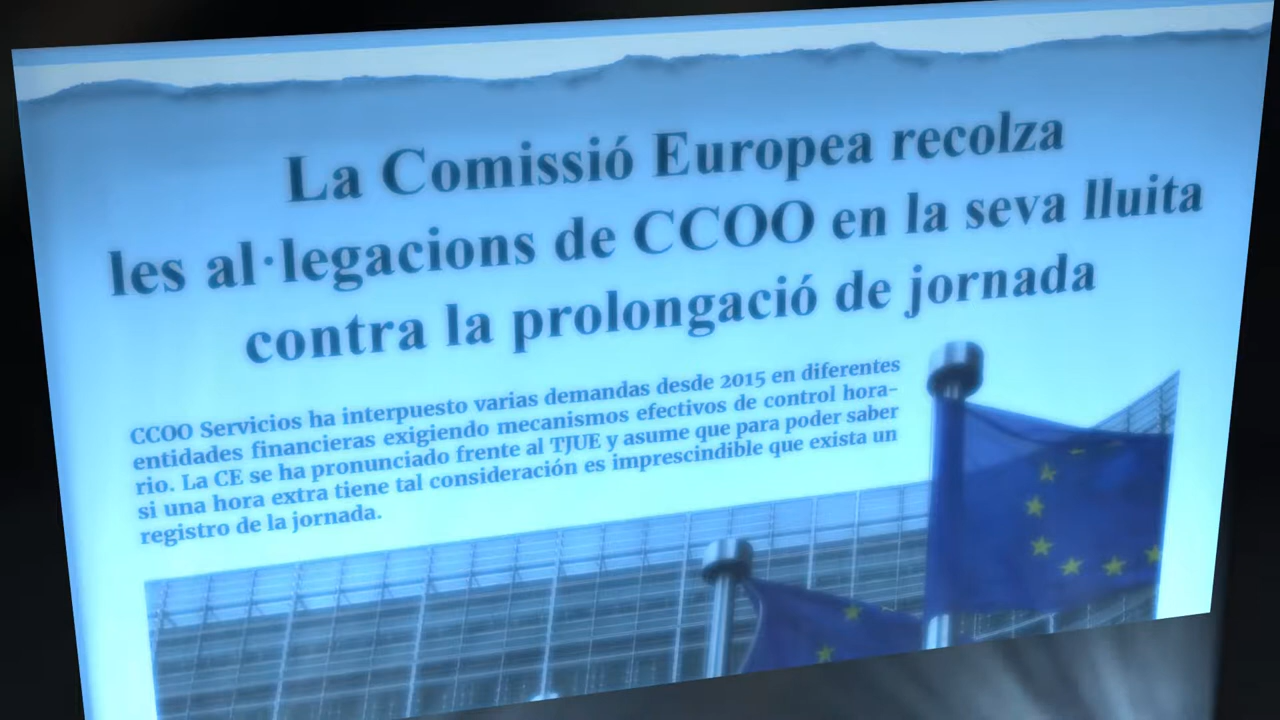 La Comissió Europea recolza
les al·legacions de CCOO en la seva lluita
contra la prolongació de jornada
CCOO Servicios ha interpuesto varias demandas desde 2015 en diferentes
entidades financieras exigiendo mecanismos efectivos de control hora-
rio. La CE se ha pronunciado frente al TJUE y asume que para poder saber
si una hora extra tiene tal consideración es imprescindible que exista un
registro de la jornada.